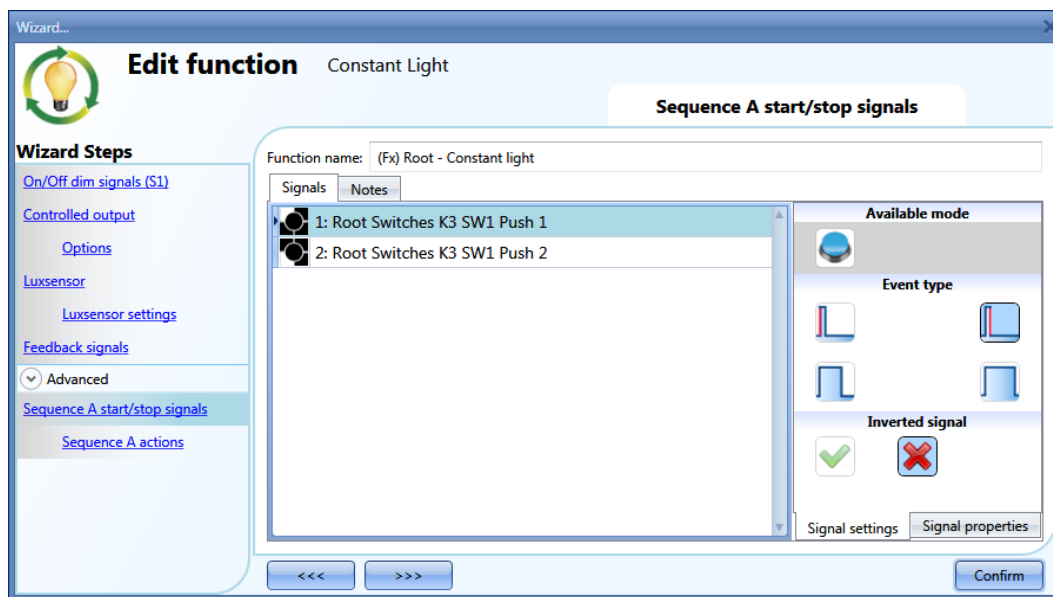 Wizard...
Edit function Constant Light
Sequence A start/stop signals
Wizard Steps
On/Off dim signals (S1)
Controlled output
Options
Luxsensor
Luxsensor settings
Feedback signals
Advanced
Sequence A start/stop signals
Sequence A actions
Function name: (Fx) Root - Constant light
Signals Notes
1: Root Switches K3 SW1 Push 1
2: Root Switches K3 SW1 Push 2
Available mode
Event type
Inverted signal
Signal settings Signal properties
<<< >>> Confirm